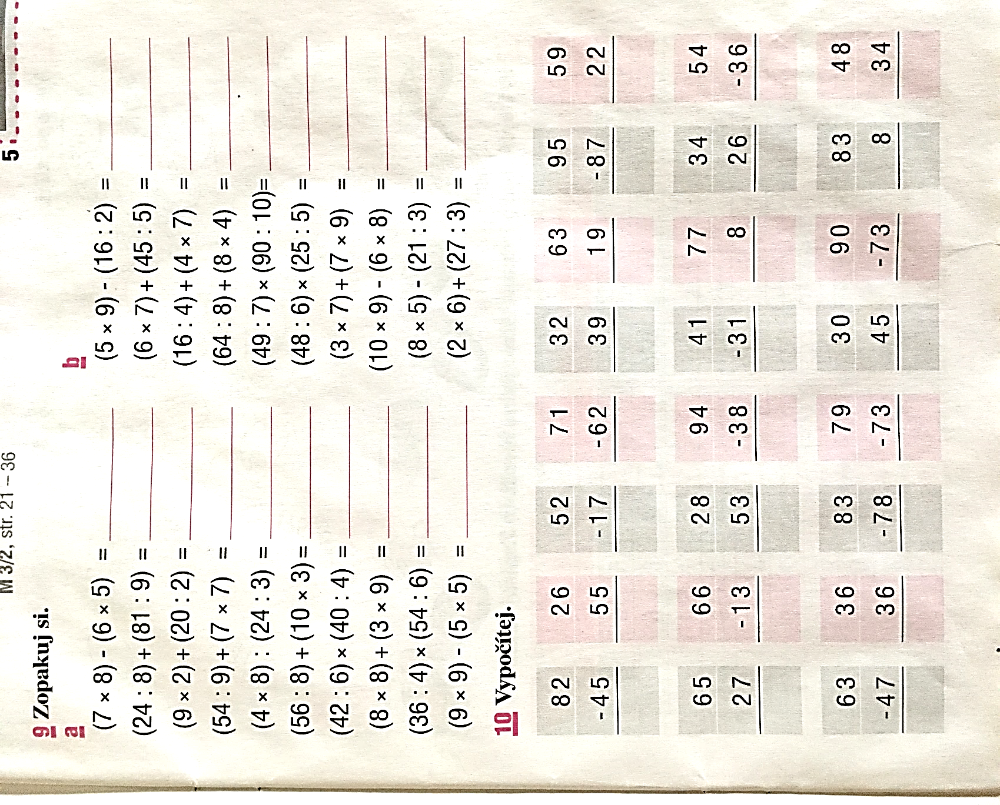 M 3/2, str. 21 – 36
5
9 Zopakuj si.
a
(7 × 8) - (6 × 5) =
(24 : 8) + (81 : 9) =
(9 × 2) + (20 : 2) =
(54 : 9) + (7 × 7) =
(4 × 8) : (24 : 3) =
(56 : 8) + (10 × 3) =
(42 : 6) × (40 : 4) =
(8 × 8) + (3 × 9) =
(36 : 4) × (54 : 6) =
(9 × 9) - (5 × 5) =
b
(5 × 9) - (16 : 2) =
(6 × 7) + (45 : 5) =
(16 : 4) + (4 × 7) =
(64 : 8) + (8 × 4) =
(49 : 7) × (90 : 10) =
(48 : 6) × (25 : 5) =
(3 × 7) + (7 × 9) =
(10 × 9) - (6 × 8) =
(8 × 5) - (21 : 3) =
(2 × 6) + (27 : 3) =
10 Vypočítej.
82 26 52 71 32 63 95 59
-45 55 -17 -62 39 19 -87 22
65 66 28 94 41 77 34 54
27 -13 53 -38 -31 8 26 -36
63 36 83 79 30 90 83 48
-47 36 -78 -73 45 -73 8 34